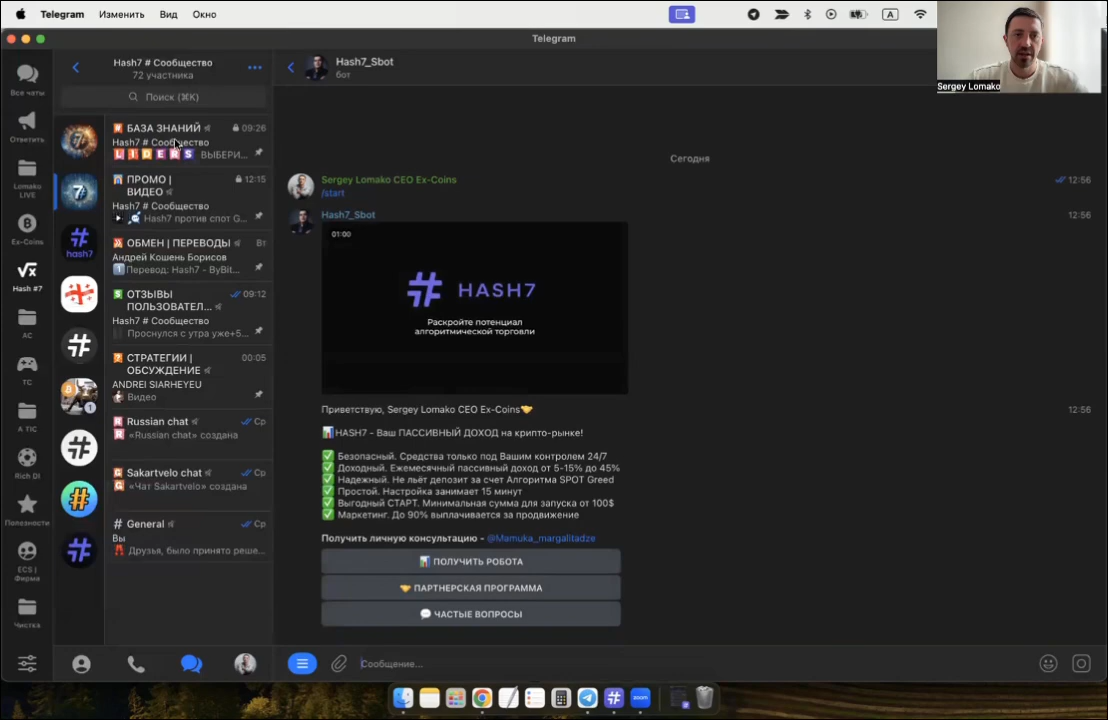 Telegram Изменить Вид Окно
A
Telegram
Sergey Lomako
Все чаты
Ответить
Lomako
LIVE
Ex-Coins
Hash #7
AC
TC
A TIC
Rich DI
Полезности
ECS |
Фирма
Чистка
Hash7 # Сообщество
72 участника
Поиск (⌘K)
БАЗА ЗНАНИЙ 09:26
Hash7 # Сообщество
LIDERS ВЫБЕРИ...
ПРОМО | 12:15
ВИДЕО
Hash7 # Сообщество
Hash7 против спот G...
ОБМЕН | ПЕРЕВОДЫ Вт
Андрей Кошень Борисов
1 Перевод: Hash7 - ByBit...
ОТЗЫВЫ 09:12
ПОЛЬЗОВАТЕЛ...
Hash7 # Сообщество
Проснулся с утра уже+5...
СТРАТЕГИИ | 00:05
ОБСУЖДЕНИЕ
ANDREI SIARHEYEU
Видео
Russian chat Ср
«Russian chat» создана
Sakartvelo chat Ср
«Чат Sakartvelo» создана
# General Ср
Вы
Друзья, было принято реше...
hash7
1
Hash7_Sbot
бот
Сегодня
Sergey Lomako CEO Ex-Coins 12:56
/start
Hash7_Sbot 12:56
01:00
HASH7
Раскройте потенциал
алгоритмической торговли
Приветствую, Sergey Lomako CEO Ex-Coins🤝 12:56
📊HASH7 - Ваш ПАССИВНЫЙ ДОХОД на крипто-рынке!
✅ Безопасный. Средства только под Вашим контролем 24/7
✅ Доходный. Ежемесячный пассивный доход от 5-15% до 45%
✅ Надежный. Не льёт депозит за счет Алгоритма SPOT Greed
✅ Простой. Настройка занимает 15 минут
✅ Выгодный СТАРТ. Минимальная сумма для запуска от 100$
✅ Маркетинг. До 90% выплачивается за продвижение
Получить личную консультацию - @Mamuka_margalitadze
📊 ПОЛУЧИТЬ РОБОТА
🤝 ПАРТНЕРСКАЯ ПРОГРАММА
💬 ЧАСТЫЕ ВОПРОСЫ
Сообщение...
zoom